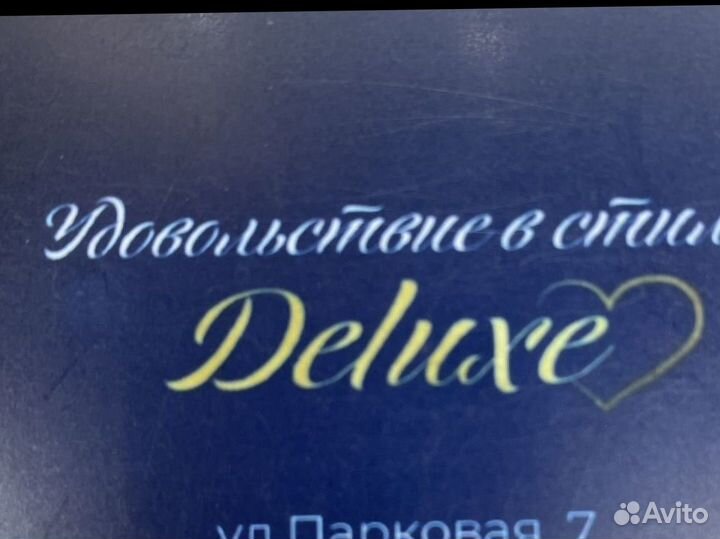 Удовольствие в стил
Deluxe
ул Парковая, 7
Avito